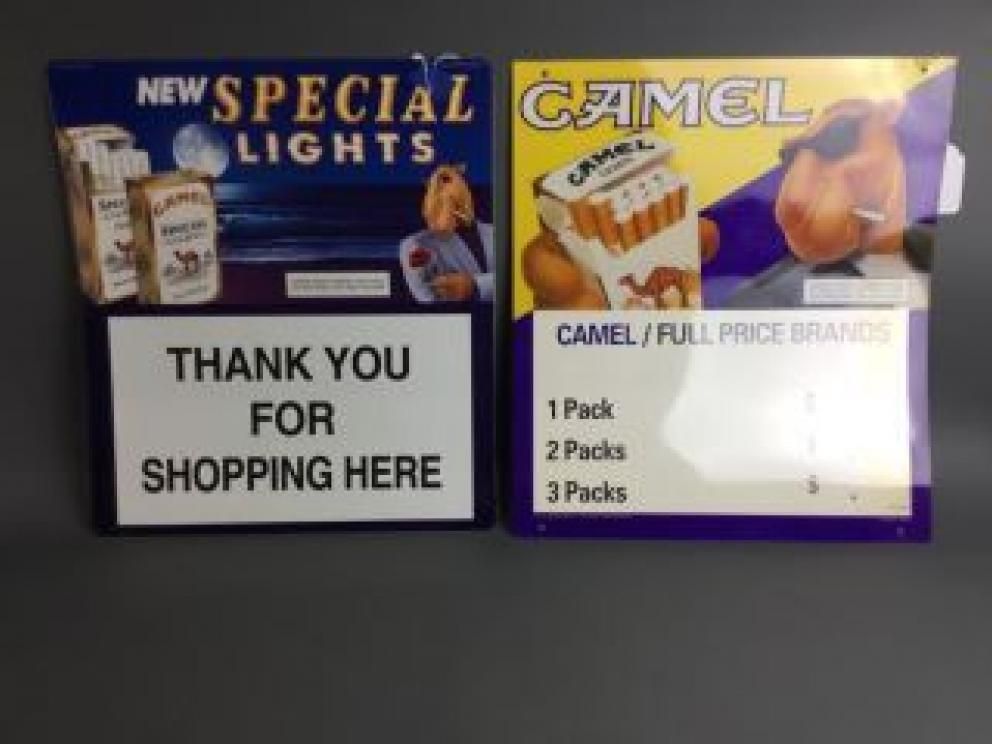 NEW SPECIAL
LIGHTS
CAMEL
THANK YOU
FOR
SHOPPING HERE
CAMEL
CAMEL
CAMEL / FULL PRICE BRANDS
1 Pack
2 Packs
3 Packs $